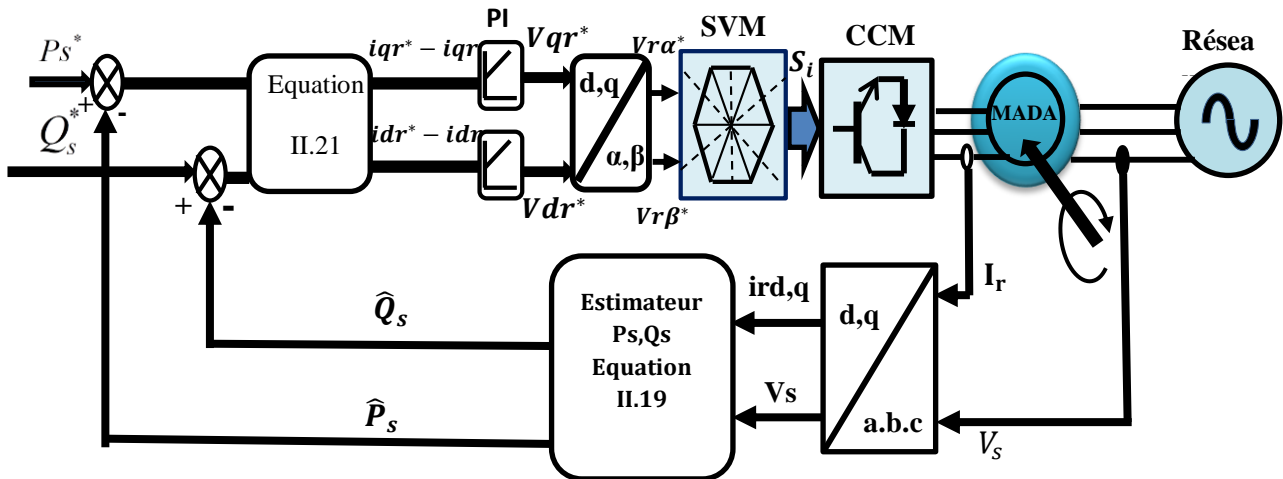 Ps*
+
-
Q*s
+
-
Equation
II.21
iqr* − iqr
idr* − idr
PI
Vqr*
Vdr*
d,q
α,β
Vrα*
Vrβ*
SVM
Si
CCM
MADA
Résea
Ir
Vs
d,q
a.b.c
ird,q
Vs
Estimateur
Ps,Qs
Equation
II.19
Q̂s
P̂s